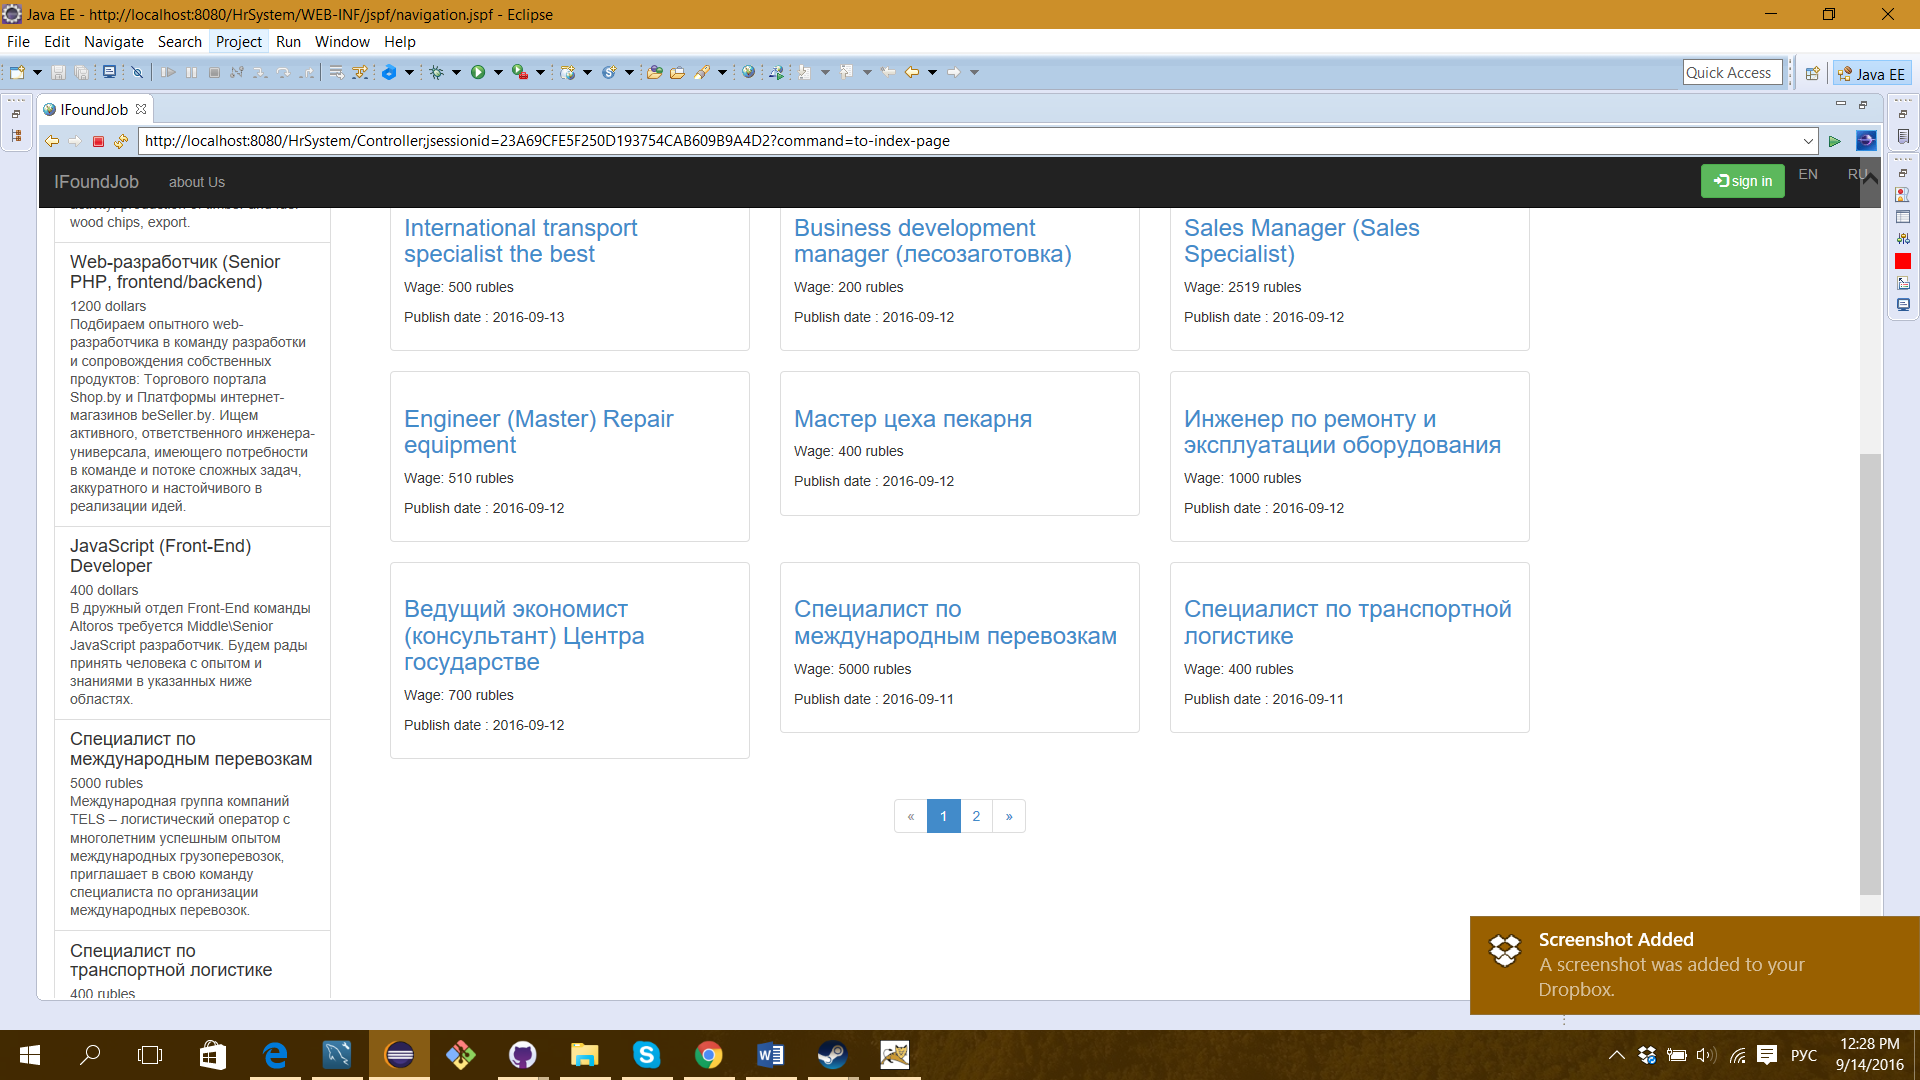 Java EE - http://localhost:8080/HrSystem/WEB-INF/jspf/navigation.jspf - Eclipse
File Edit Navigate Search Project Run Window Help
Quick Access
Java EE
IFoundJob
http://localhost:8080/HrSystem/Controller;jsessionid=23A69CFE5F250D193754CAB609B9A4D2?command=to-index-page
IFoundJob about Us sign in EN RU
wood chips, export.
Web-разработчик (Senior
PHP, frontend/backend)
1200 dollars
Подбираем опытного web-
разработчика в команду разработки
и сопровождения собственных
продуктов: Торгового портала
Shop.by и Платформы интернет-
магазинов beSeller.by. Ищем
активного, ответственного инженера-
универсала, имеющего потребности
в команде и потоке сложных задач,
аккуратного и настойчивого в
реализации идей.
JavaScript (Front-End)
Developer
400 dollars
В дружный отдел Front-End команды
Altoros требуется Middle\Senior
JavaScript разработчик. Будем рады
принять человека с опытом и
знаниями в указанных ниже
областях.
Специалист по
международным перевозкам
5000 rubles
Международная группа компаний
TELS – логистический оператор с
многолетним успешным опытом
международных грузоперевозок,
приглашает в свою команду
специалиста по организации
международных перевозок.
Специалист по
транспортной логистике
400 rubles
International transport
specialist the best
Wage: 500 rubles
Publish date : 2016-09-13
Business development
manager (лесозаготовка)
Wage: 200 rubles
Publish date : 2016-09-12
Sales Manager (Sales
Specialist)
Wage: 2519 rubles
Publish date : 2016-09-12
Engineer (Master) Repair
equipment
Wage: 510 rubles
Publish date : 2016-09-12
Мастер цеха пекарня
Wage: 400 rubles
Publish date : 2016-09-12
Инженер по ремонту и
эксплуатации оборудования
Wage: 1000 rubles
Publish date : 2016-09-12
Ведущий экономист
(консультант) Центра
государстве
Wage: 700 rubles
Publish date : 2016-09-12
Специалист по
международным перевозкам
Wage: 5000 rubles
Publish date : 2016-09-11
Специалист по транспортной
логистике
Wage: 400 rubles
Publish date : 2016-09-11
« 1 2 »
Screenshot Added
A screenshot was added to your
Dropbox.
РУС
12:28 PM
9/14/2016